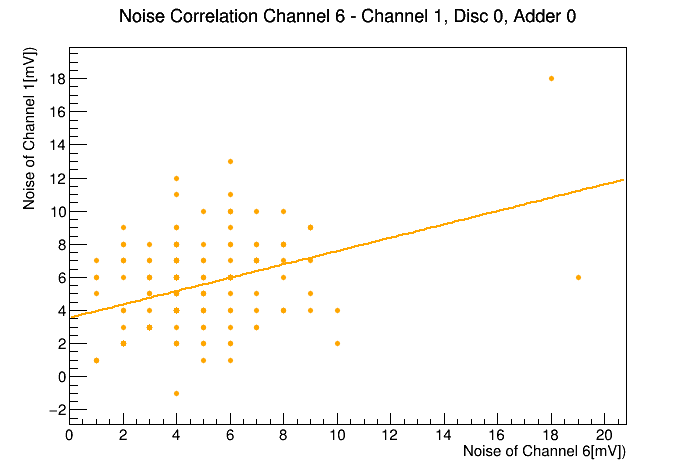 Noise Correlation Channel 6 - Channel 1, Disc 0, Adder 0
Noise of Channel 1[mV])
18
16
14
12
10
8
6
4
2
0
−2
0 2 4 6 8 10 12 14 16 18 20
Noise of Channel 6[mV])